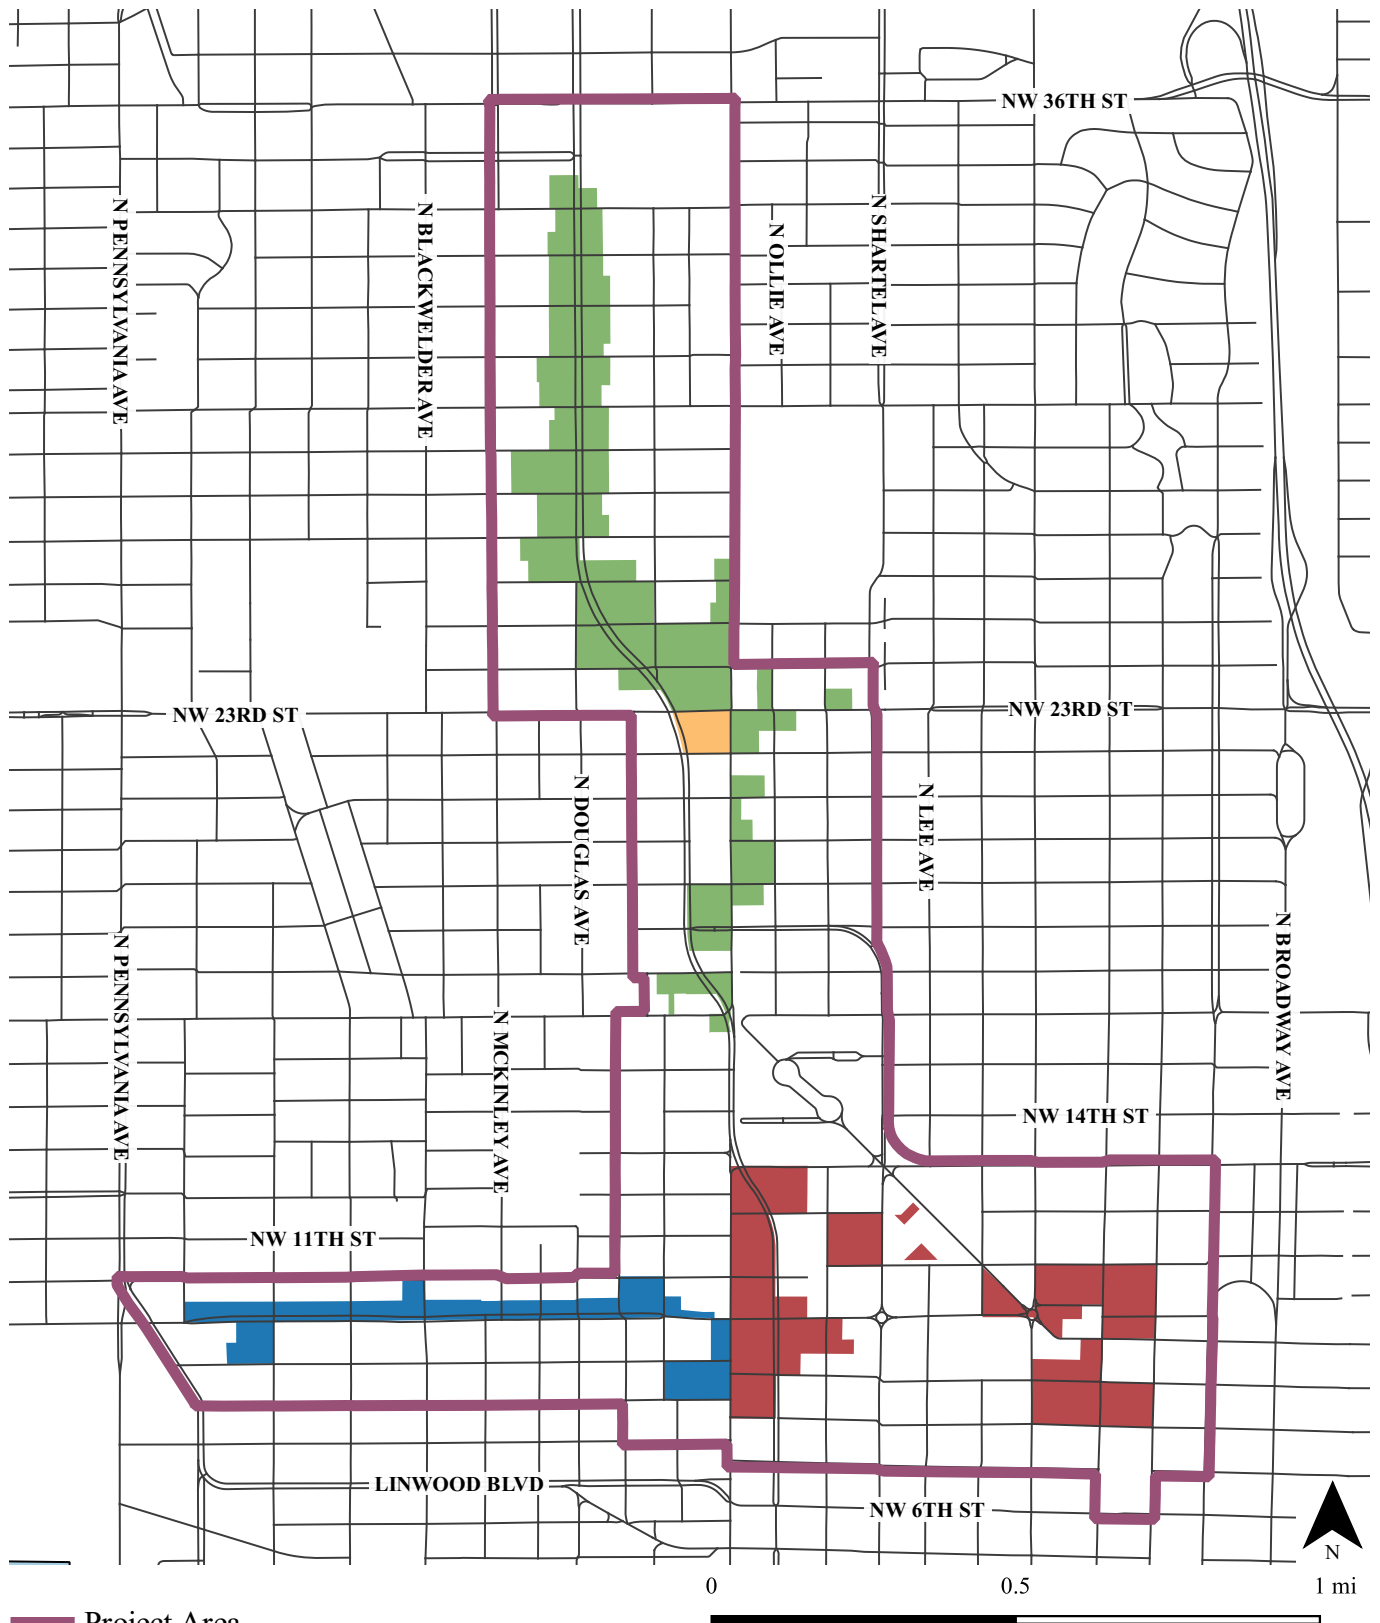 NW 36TH ST
N PENNSYLVANIA AVE
N BLACKWELDER AVE
N OLLIE AVE
N SHARTEL AVE
NW 23RD ST
NW 23RD ST
N DOUGLAS AVE
N LEE AVE
N PENNSYLVANIA AVE
N BROADWAY AVE
N MCKINLEY AVE
NW 14TH ST
NW 11TH ST
LINWOOD BLVD
NW 6TH ST
N
0 0.5 1 mi
Project Area